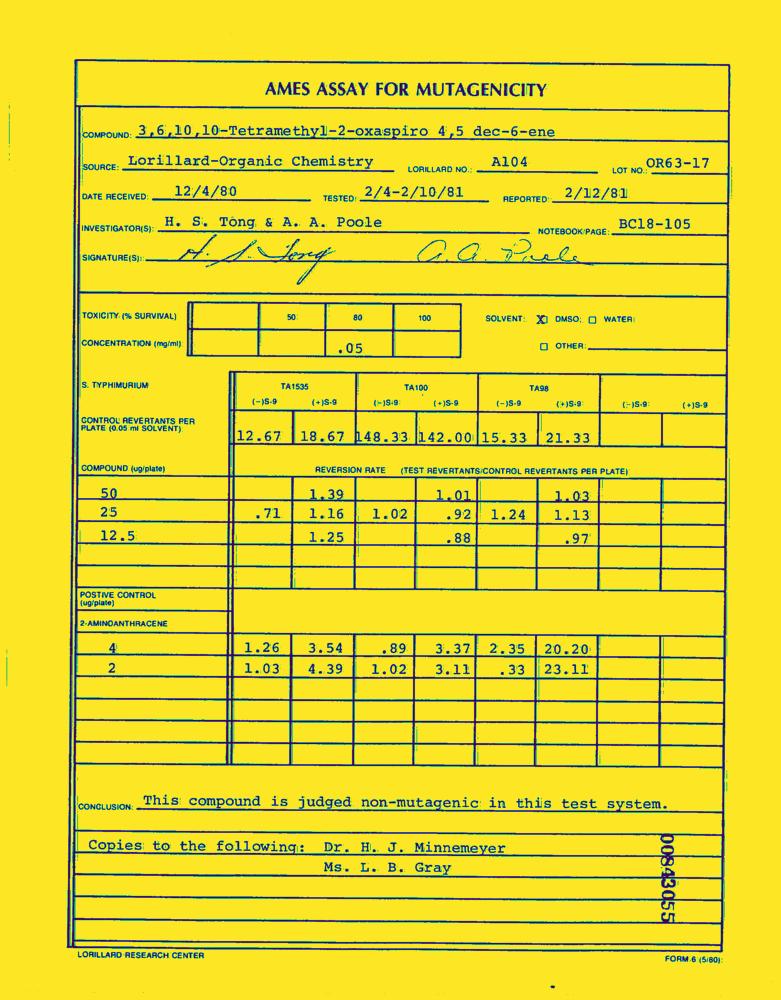 AMES ASSAY FOR MUTAGENICITY
COMPOUND: 3,6,10,10-Tetramethyl-2-oxaspiro 4,5 dec-6-ene
SOURCE: Lorillard-Organic Chemistry LORILLARD NO.: A104 LOT NO.: OR63-17
DATE RECEIVED: 12/4/80 TESTED: 2/4-2/10/81 REPORTED: 2/12/81
INVESTIGATOR(S): H. S. Tong & A. A. Poole NOTEBOOK/PAGE: BC18-105
SIGNATURE(S): H. S. Tong A. A. Poole
TOXICITY (% SURVIVAL) 50 80 100 SOLVENT: X DMSO; WATER
CONCENTRATION (mg/ml) .05 OTHER:
S. TYPHIMURIUM TA1535 TA100 TA98
(-)S-9 (+)S-9 (-)S-9 (+)S-9 (-)S-9 (+)S-9 (-)S-9 (+)S-9
CONTROL REVERTANTS PER
PLATE (0.05 ml SOLVENT) 12.67 18.67 148.33 142.00 15.33 21.33
COMPOUND (ug/plate) REVERSION RATE (TEST REVERTANTS/CONTROL REVERTANTS PER PLATE)
50 1.39 1.01 1.03
25 .71 1.16 1.02 .92 1.24 1.13
12.5 1.25 .88 .97
POSTIVE CONTROL
(ug/plate)
2-AMINOANTHRACENE
4 1.26 3.54 .89 3.37 2.35 20.20
2 1.03 4.39 1.02 3.11 .33 23.11
CONCLUSION: This compound is judged non-mutagenic in this test system.
Copies to the following: Dr. H. J. Minnemeyer
Ms. L. B. Gray
00843055
LORILLARD RESEARCH CENTER FORM 6 (5/80)